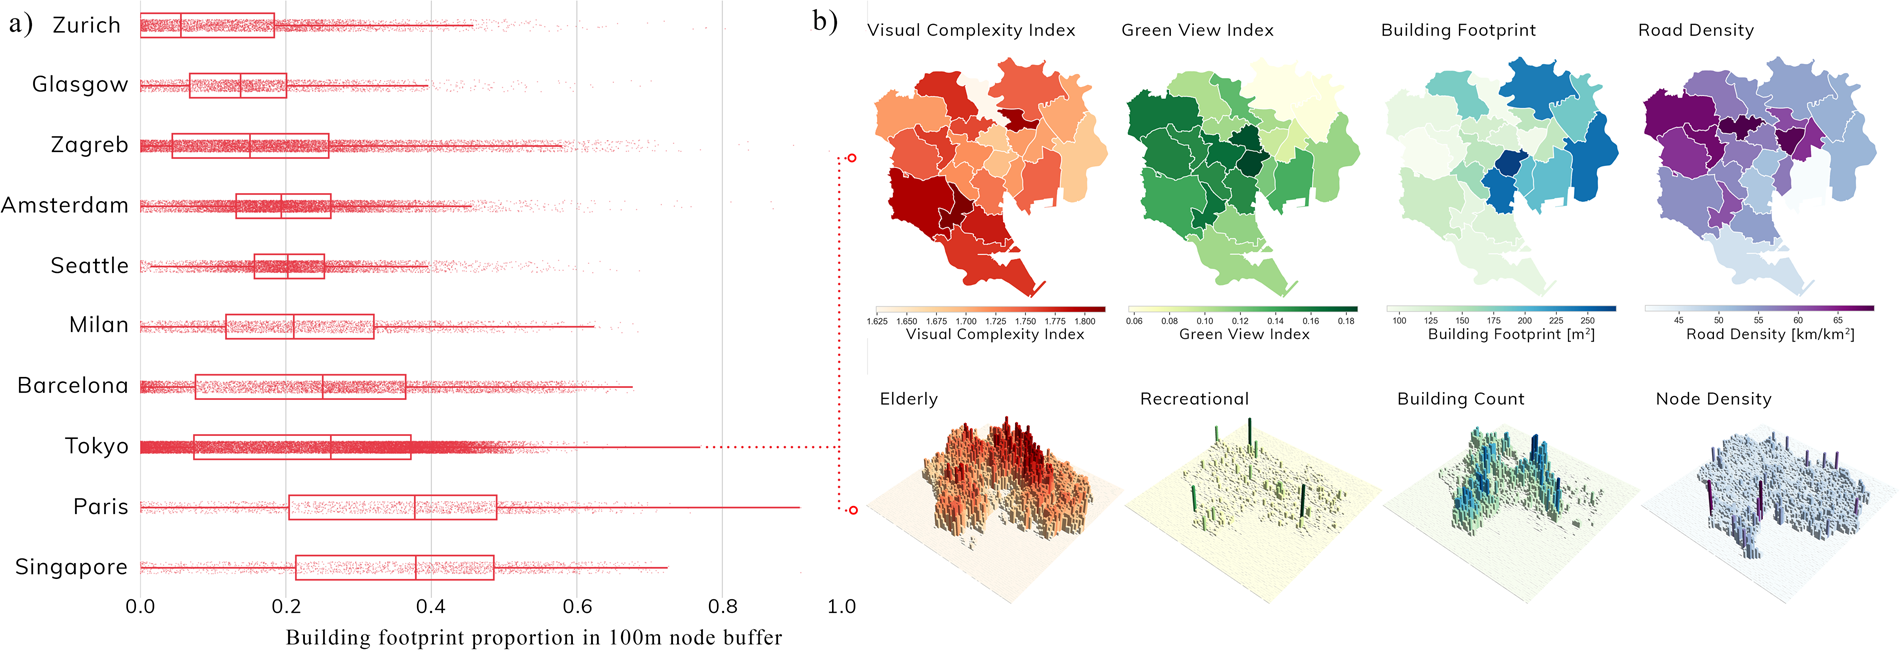 a)
Zurich
Glasgow
Zagreb
Amsterdam
Seattle
Milan
Barcelona
Tokyo
Paris
Singapore
0.0 0.2 0.4 0.6 0.8 1.0
Building footprint proportion in 100m node buffer
b)
Visual Complexity Index Green View Index Building Footprint Road Density
1.625 1.650 1.675 1.700 1.725 1.750 1.775 1.800
Visual Complexity Index
0.06 0.08 0.10 0.12 0.14 0.16 0.18
Green View Index
100 125 150 175 200 225 250
Building Footprint [m²]
45 50 55 60 65
Road Density [km/km²]
Elderly Recreational Building Count Node Density